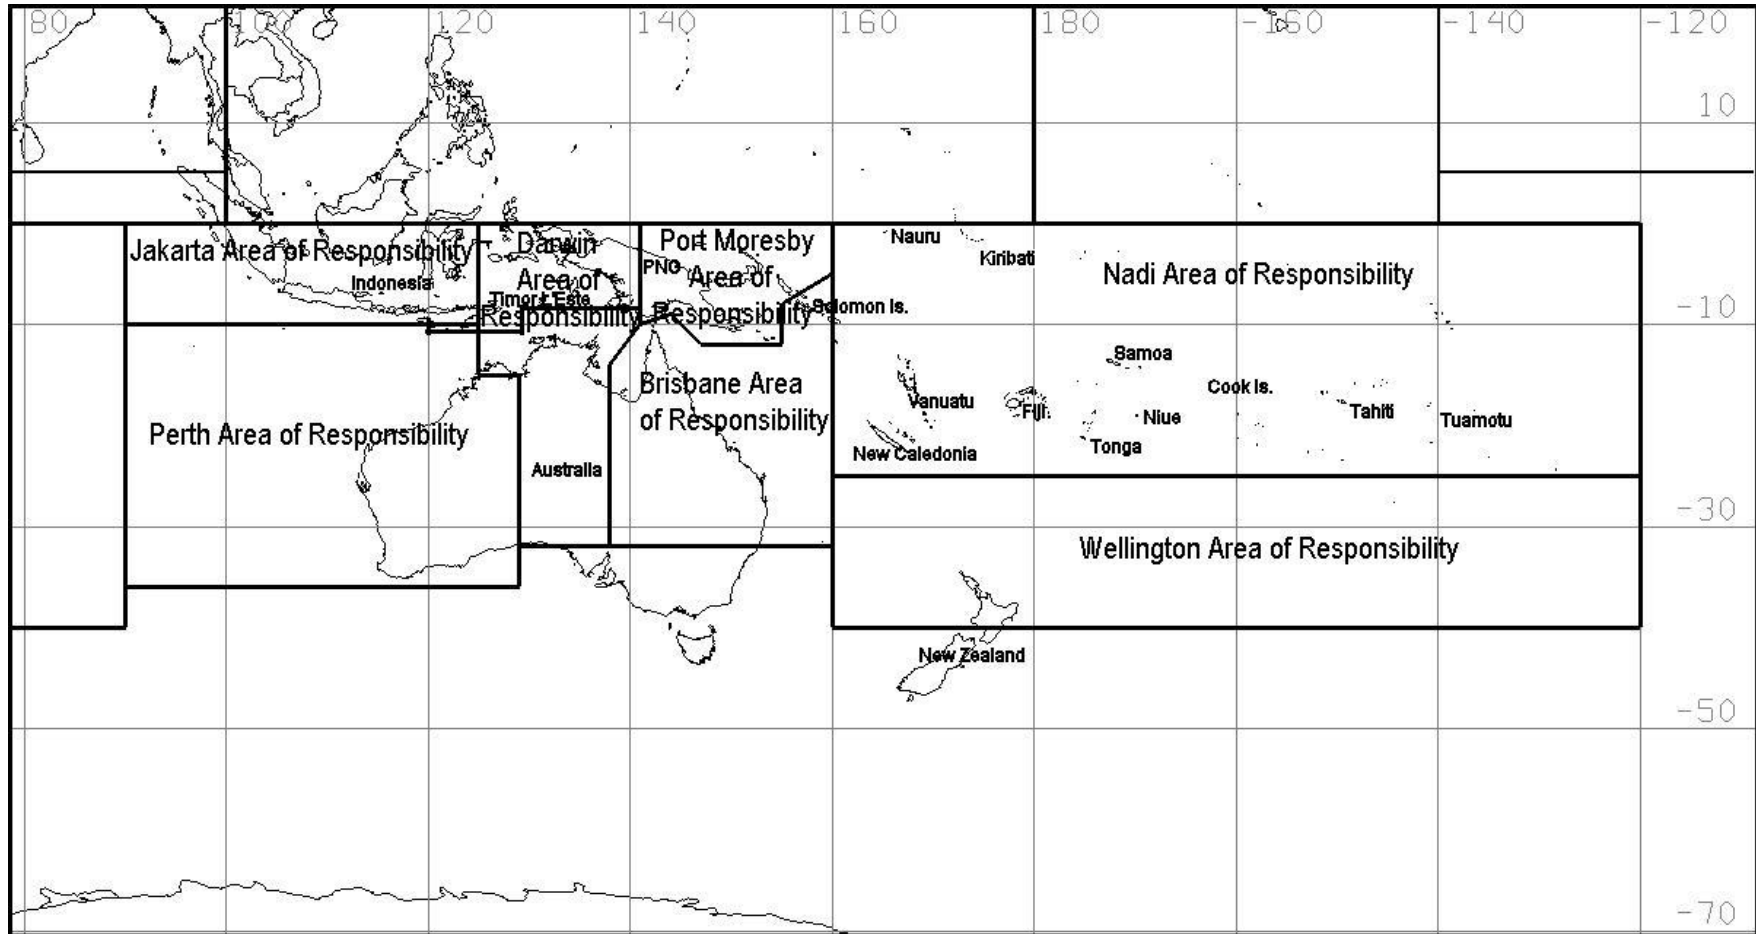 80 100 120 140 160 180 -160 -140 -120
10
Jakarta Area of Responsibility
Darwin
Area of
Responsibility
Port Moresby
Area of
Responsibility
Nauru
Kiribati
Nadi Area of Responsibility
PNG
Indonesia
Timor L'Este
Solomon Is.
-10
Samoa
Brisbane Area
of Responsibility
Cook Is.
Vanuatu
Fiji
Niue
Tahiti
Tuamotu
Perth Area of Responsibility
Tonga
New Caledonia
Australia
-30
Wellington Area of Responsibility
New Zealand
-50
-70